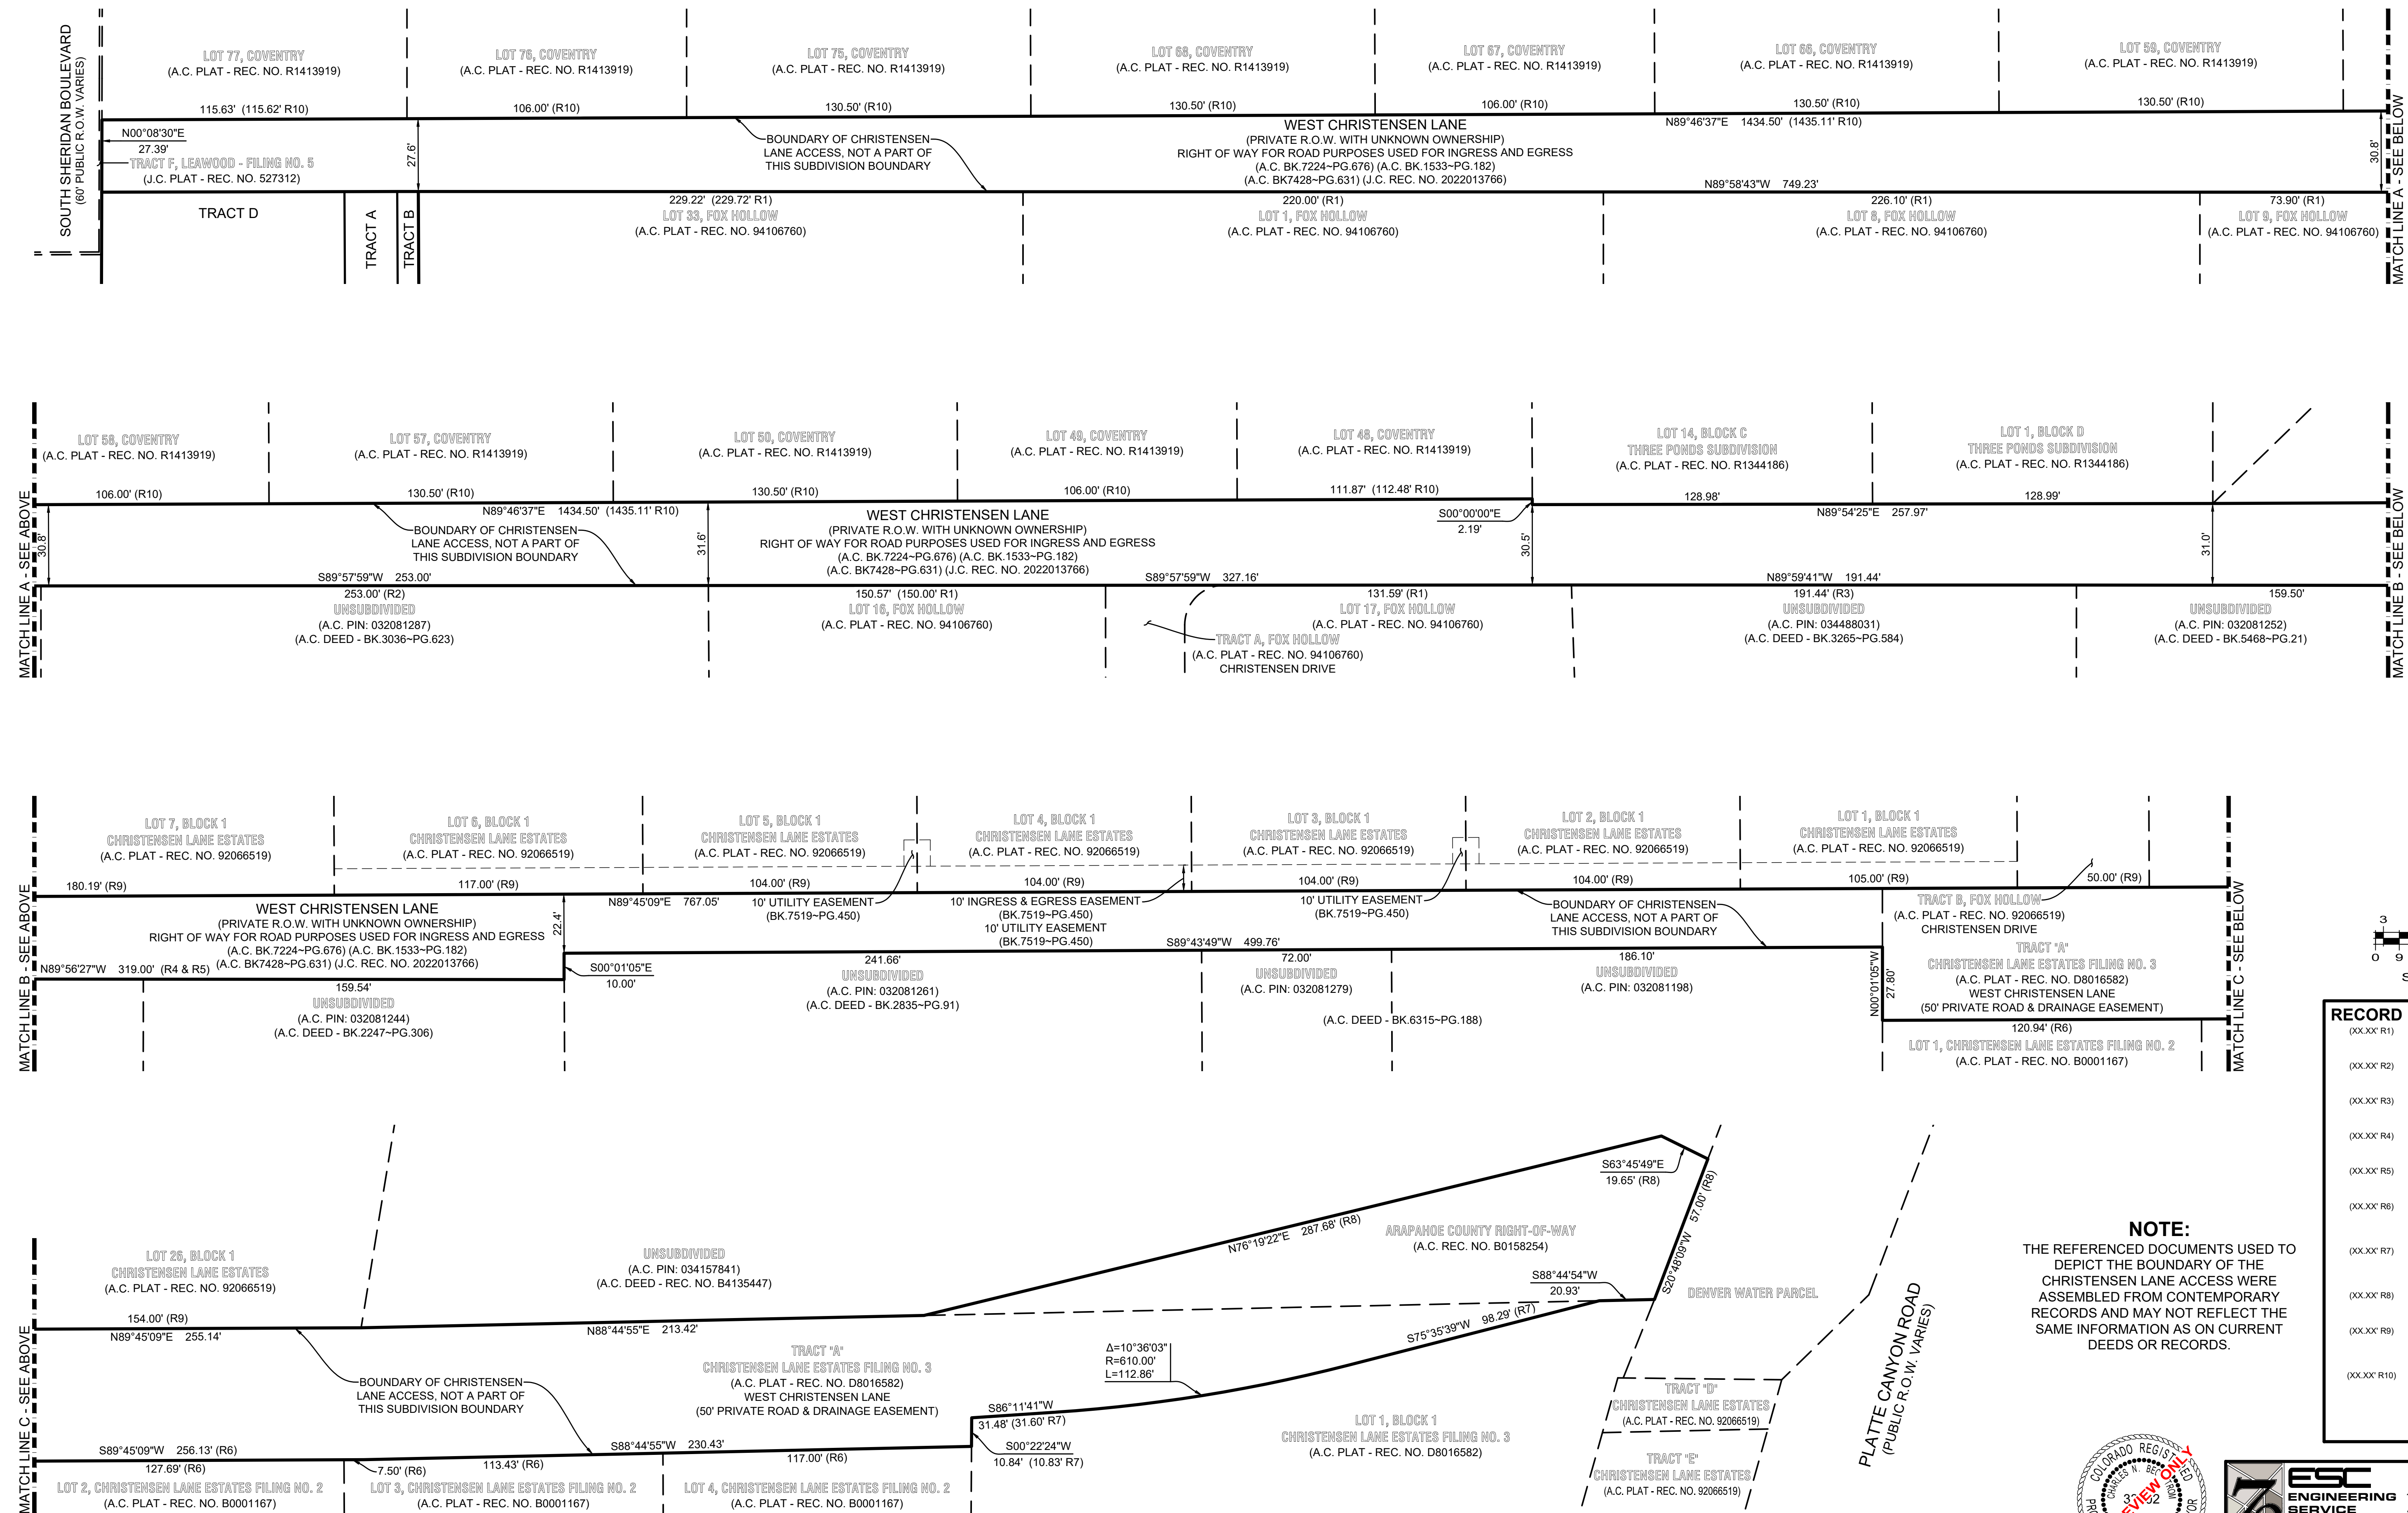 SOUTH SHERIDAN BOULEVARD
(60' PUBLIC R.O.W. VARIES)
LOT 77, COVENTRY
(A.C. PLAT - REC. NO. R1413919)
LOT 76, COVENTRY
(A.C. PLAT - REC. NO. R1413919)
LOT 75, COVENTRY
(A.C. PLAT - REC. NO. R1413919)
LOT 68, COVENTRY
(A.C. PLAT - REC. NO. R1413919)
LOT 67, COVENTRY
(A.C. PLAT - REC. NO. R1413919)
LOT 66, COVENTRY
(A.C. PLAT - REC. NO. R1413919)
LOT 59, COVENTRY
(A.C. PLAT - REC. NO. R1413919)
115.63' (115.62' R10)
106.00' (R10)
130.50' (R10)
130.50' (R10)
106.00' (R10)
130.50' (R10)
130.50' (R10)
N00°08'30"E
27.39'
TRACT F, LEAWOOD - FILING NO. 5
(J.C. PLAT - REC. NO. 527312)
27.6'
BOUNDARY OF CHRISTENSEN
LANE ACCESS, NOT A PART OF
THIS SUBDIVISION BOUNDARY
WEST CHRISTENSEN LANE
(PRIVATE R.O.W. WITH UNKNOWN OWNERSHIP)
RIGHT OF WAY FOR ROAD PURPOSES USED FOR INGRESS AND EGRESS
(A.C. BK.7224~PG.676) (A.C. BK.1533~PG.182)
(A.C. BK7428~PG.631) (J.C. REC. NO. 2022013766)
N89°46'37"E 1434.50' (1435.11' R10)
30.8'
MATCH LINE A - SEE BELOW
N89°58'43"W 749.23'
TRACT D
TRACT A
TRACT B
229.22' (229.72' R1)
LOT 33, FOX HOLLOW
(A.C. PLAT - REC. NO. 94106760)
220.00' (R1)
LOT 1, FOX HOLLOW
(A.C. PLAT - REC. NO. 94106760)
226.10' (R1)
LOT 8, FOX HOLLOW
(A.C. PLAT - REC. NO. 94106760)
73.90' (R1)
LOT 9, FOX HOLLOW
(A.C. PLAT - REC. NO. 94106760)
MATCH LINE A - SEE ABOVE
LOT 58, COVENTRY
(A.C. PLAT - REC. NO. R1413919)
LOT 57, COVENTRY
(A.C. PLAT - REC. NO. R1413919)
LOT 50, COVENTRY
(A.C. PLAT - REC. NO. R1413919)
LOT 49, COVENTRY
(A.C. PLAT - REC. NO. R1413919)
LOT 48, COVENTRY
(A.C. PLAT - REC. NO. R1413919)
LOT 14, BLOCK C
THREE PONDS SUBDIVISION
(A.C. PLAT - REC. NO. R1344186)
LOT 1, BLOCK D
THREE PONDS SUBDIVISION
(A.C. PLAT - REC. NO. R1344186)
106.00' (R10)
130.50' (R10)
130.50' (R10)
106.00' (R10)
111.87' (112.48' R10)
128.98'
128.99'
30.8'
N89°46'37"E 1434.50' (1435.11' R10)
BOUNDARY OF CHRISTENSEN
LANE ACCESS, NOT A PART OF
THIS SUBDIVISION BOUNDARY
31.6'
WEST CHRISTENSEN LANE
(PRIVATE R.O.W. WITH UNKNOWN OWNERSHIP)
RIGHT OF WAY FOR ROAD PURPOSES USED FOR INGRESS AND EGRESS
(A.C. BK.7224~PG.676) (A.C. BK.1533~PG.182)
(A.C. BK7428~PG.631) (J.C. REC. NO. 2022013766)
S00°00'00"E
2.19'
30.5'
N89°54'25"E 257.97'
31.0'
MATCH LINE B - SEE BELOW
S89°57'59"W 253.00'
S89°57'59"W 327.16'
N89°59'41"W 191.44'
253.00' (R2)
UNSUBDIVIDED
(A.C. PIN: 032081287)
(A.C. DEED - BK.3036~PG.623)
150.57' (150.00' R1)
LOT 16, FOX HOLLOW
(A.C. PLAT - REC. NO. 94106760)
131.59' (R1)
LOT 17, FOX HOLLOW
(A.C. PLAT - REC. NO. 94106760)
TRACT A, FOX HOLLOW
(A.C. PLAT - REC. NO. 94106760)
CHRISTENSEN DRIVE
191.44' (R3)
UNSUBDIVIDED
(A.C. PIN: 034488031)
(A.C. DEED - BK.3265~PG.584)
159.50'
UNSUBDIVIDED
(A.C. PIN: 032081252)
(A.C. DEED - BK.5468~PG.21)
MATCH LINE B - SEE ABOVE
LOT 7, BLOCK 1
CHRISTENSEN LANE ESTATES
(A.C. PLAT - REC. NO. 92066519)
LOT 6, BLOCK 1
CHRISTENSEN LANE ESTATES
(A.C. PLAT - REC. NO. 92066519)
LOT 5, BLOCK 1
CHRISTENSEN LANE ESTATES
(A.C. PLAT - REC. NO. 92066519)
LOT 4, BLOCK 1
CHRISTENSEN LANE ESTATES
(A.C. PLAT - REC. NO. 92066519)
LOT 3, BLOCK 1
CHRISTENSEN LANE ESTATES
(A.C. PLAT - REC. NO. 92066519)
LOT 2, BLOCK 1
CHRISTENSEN LANE ESTATES
(A.C. PLAT - REC. NO. 92066519)
LOT 1, BLOCK 1
CHRISTENSEN LANE ESTATES
(A.C. PLAT - REC. NO. 92066519)
180.19' (R9)
117.00' (R9)
104.00' (R9)
104.00' (R9)
104.00' (R9)
104.00' (R9)
105.00' (R9)
50.00' (R9)
WEST CHRISTENSEN LANE
(PRIVATE R.O.W. WITH UNKNOWN OWNERSHIP)
RIGHT OF WAY FOR ROAD PURPOSES USED FOR INGRESS AND EGRESS
(A.C. BK.7224~PG.676) (A.C. BK.1533~PG.182)
(A.C. BK7428~PG.631) (J.C. REC. NO. 2022013766)
N89°56'27"W 319.00' (R4 & R5)
22.4'
N89°45'09"E 767.05'
10' UTILITY EASEMENT
(BK.7519~PG.450)
10' INGRESS & EGRESS EASEMENT
(BK.7519~PG.450)
10' UTILITY EASEMENT
(BK.7519~PG.450)
10' UTILITY EASEMENT
(BK.7519~PG.450)
S89°43'49"W 499.76'
BOUNDARY OF CHRISTENSEN
LANE ACCESS, NOT A PART OF
THIS SUBDIVISION BOUNDARY
TRACT B, FOX HOLLOW
(A.C. PLAT - REC. NO. 92066519)
CHRISTENSEN DRIVE
TRACT "A"
CHRISTENSEN LANE ESTATES FILING NO. 3
(A.C. PLAT - REC. NO. D8016582)
WEST CHRISTENSEN LANE
(50' PRIVATE ROAD & DRAINAGE EASEMENT)
N00°01'05"W
27.80'
MATCH LINE C - SEE BELOW
S00°01'05"E
10.00'
159.54'
UNSUBDIVIDED
(A.C. PIN: 032081244)
(A.C. DEED - BK.2247~PG.306)
241.66'
UNSUBDIVIDED
(A.C. PIN: 032081261)
(A.C. DEED - BK.2835~PG.91)
72.00'
UNSUBDIVIDED
(A.C. PIN: 032081279)
186.10'
UNSUBDIVIDED
(A.C. PIN: 032081198)
(A.C. DEED - BK.6315~PG.188)
120.94' (R6)
LOT 1, CHRISTENSEN LANE ESTATES FILING NO. 2
(A.C. PLAT - REC. NO. B0001167)
3
0 9
S
RECORD
(XX.XX' R1)
(XX.XX' R2)
(XX.XX' R3)
(XX.XX' R4)
(XX.XX' R5)
(XX.XX' R6)
(XX.XX' R7)
(XX.XX' R8)
(XX.XX' R9)
(XX.XX' R10)
MATCH LINE C - SEE ABOVE
LOT 26, BLOCK 1
CHRISTENSEN LANE ESTATES
(A.C. PLAT - REC. NO. 92066519)
154.00' (R9)
N89°45'09"E 255.14'
UNSUBDIVIDED
(A.C. PIN: 034157841)
(A.C. DEED - REC. NO. B4135447)
N88°44'55"E 213.42'
N76°19'22"E 287.68' (R8)
S63°45'49"E
19.65' (R8)
S20°48'09"W 57.00' (R8)
ARAPAHOE COUNTY RIGHT-OF-WAY
(A.C. REC. NO. B0158254)
S88°44'54"W
20.93'
S75°35'39"W 98.29' (R7)
DENVER WATER PARCEL
PLATTE CANYON ROAD
(PUBLIC R.O.W. VARIES)
BOUNDARY OF CHRISTENSEN
LANE ACCESS, NOT A PART OF
THIS SUBDIVISION BOUNDARY
TRACT "A"
CHRISTENSEN LANE ESTATES FILING NO. 3
(A.C. PLAT - REC. NO. D8016582)
WEST CHRISTENSEN LANE
(50' PRIVATE ROAD & DRAINAGE EASEMENT)
Δ=10°36'03"
R=610.00'
L=112.86'
S86°11'41"W
31.48' (31.60' R7)
S00°22'24"W
10.84' (10.83' R7)
LOT 1, BLOCK 1
CHRISTENSEN LANE ESTATES FILING NO. 3
(A.C. PLAT - REC. NO. D8016582)
TRACT "D"
CHRISTENSEN LANE ESTATES
(A.C. PLAT - REC. NO. 92066519)
TRACT "E"
CHRISTENSEN LANE ESTATES
(A.C. PLAT - REC. NO. 92066519)
S89°45'09"W 256.13' (R6)
S88°44'55"W 230.43'
127.69' (R6)
7.50' (R6)
113.43' (R6)
117.00' (R6)
LOT 2, CHRISTENSEN LANE ESTATES FILING NO. 2
(A.C. PLAT - REC. NO. B0001167)
LOT 3, CHRISTENSEN LANE ESTATES FILING NO. 2
(A.C. PLAT - REC. NO. B0001167)
LOT 4, CHRISTENSEN LANE ESTATES FILING NO. 2
(A.C. PLAT - REC. NO. B0001167)
NOTE:
THE REFERENCED DOCUMENTS USED TO
DEPICT THE BOUNDARY OF THE
CHRISTENSEN LANE ACCESS WERE
ASSEMBLED FROM CONTEMPORARY
RECORDS AND MAY NOT REFLECT THE
SAME INFORMATION AS ON CURRENT
DEEDS OR RECORDS.
COLORADO REGISTERED
CHARLES N.
ONLY
ESC
ENGINEERING
SERVICE